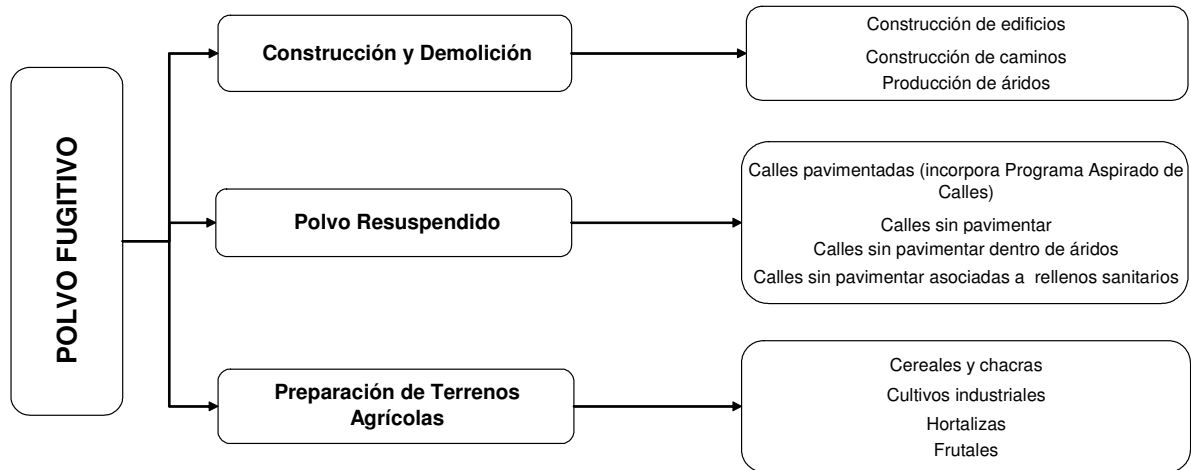 POLVO FUGITIVO
Construcción y Demolición
Construcción de edificios
Construcción de caminos
Producción de áridos
Polvo Resuspendido
Calles pavimentadas (incorpora Programa Aspirado de
Calles)
Calles sin pavimentar
Calles sin pavimentar dentro de áridos
Calles sin pavimentar asociadas a rellenos sanitarios
Preparación de Terrenos
Agrícolas
Cereales y chacras
Cultivos industriales
Hortalizas
Frutales